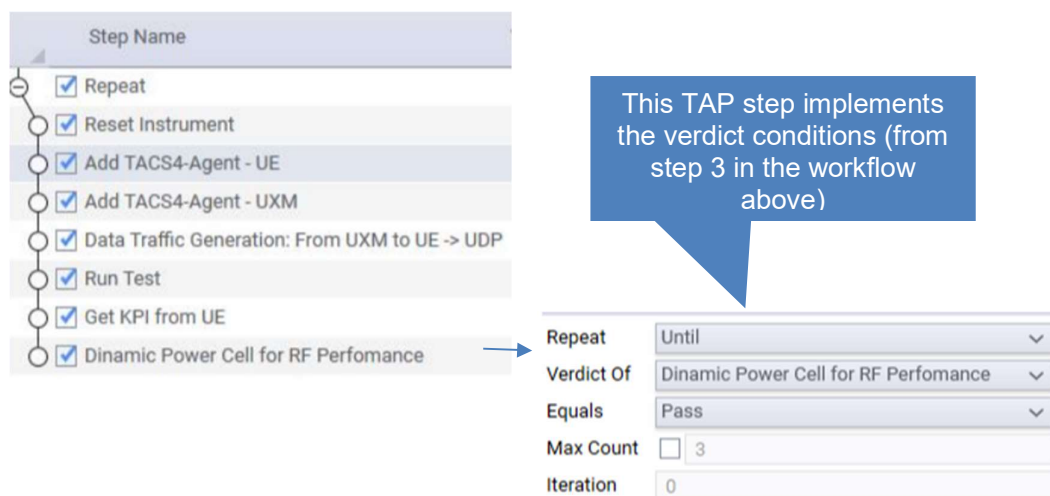 Step Name
Repeat
Reset Instrument
Add TACS4-Agent - UE
Add TACS4-Agent - UXM
Data Traffic Generation: From UXM to UE -> UDP
Run Test
Get KPI from UE
Dinamic Power Cell for RF Perfomance
This TAP step implements
the verdict conditions (from
step 3 in the workflow
above)
Repeat Until
Verdict Of Dinamic Power Cell for RF Perfomance
Equals Pass
Max Count 3
Iteration 0